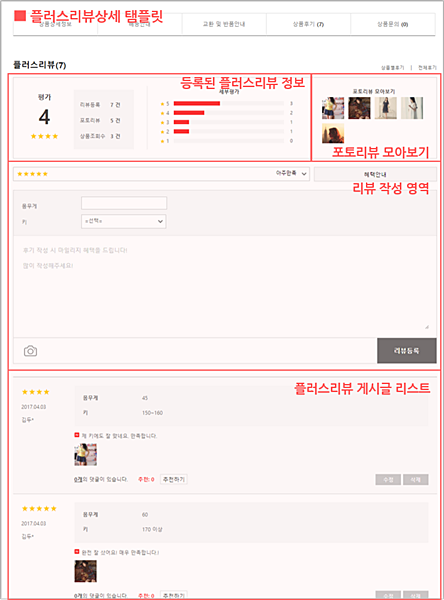 ■ 플러스리뷰상세 탬플릿
상품상세정보 배송안내 교환 및 반품안내 상품후기 (7) 상품문의 (0)
플러스리뷰(7)
상품별후기 | 전체후기
등록된 플러스리뷰 정보
평가
4
★★★★
리뷰등록 7 건
포토리뷰 5 건
상품조회수 3 건
세부평가
★ 5 3
★ 4 2
★ 3 1
★ 2 1
★ 1 0
포토리뷰 모아보기
포토리뷰 모아보기
★★★★★ 아주만족
혜택안내
리뷰 작성 영역
몸무게
키 =선택=
후기 작성 시 마일리지 혜택을 드립니다!
많이 작성해주세요!
리뷰등록
플러스리뷰 게시글 리스트
★★★★
2017.04.03
김두*
몸무게 45
키 150~160
제 키에도 잘 맞네요. 만족합니다.
0개의 댓글이 있습니다. 추천: 0 추천하기
수정 삭제
★★★★★
2017.04.03
김두*
몸무게 60
키 170 이상
완전 잘 샀어요! 매우 만족합니다!
0개의 댓글이 있습니다. 추천: 0 추천하기
수정 삭제